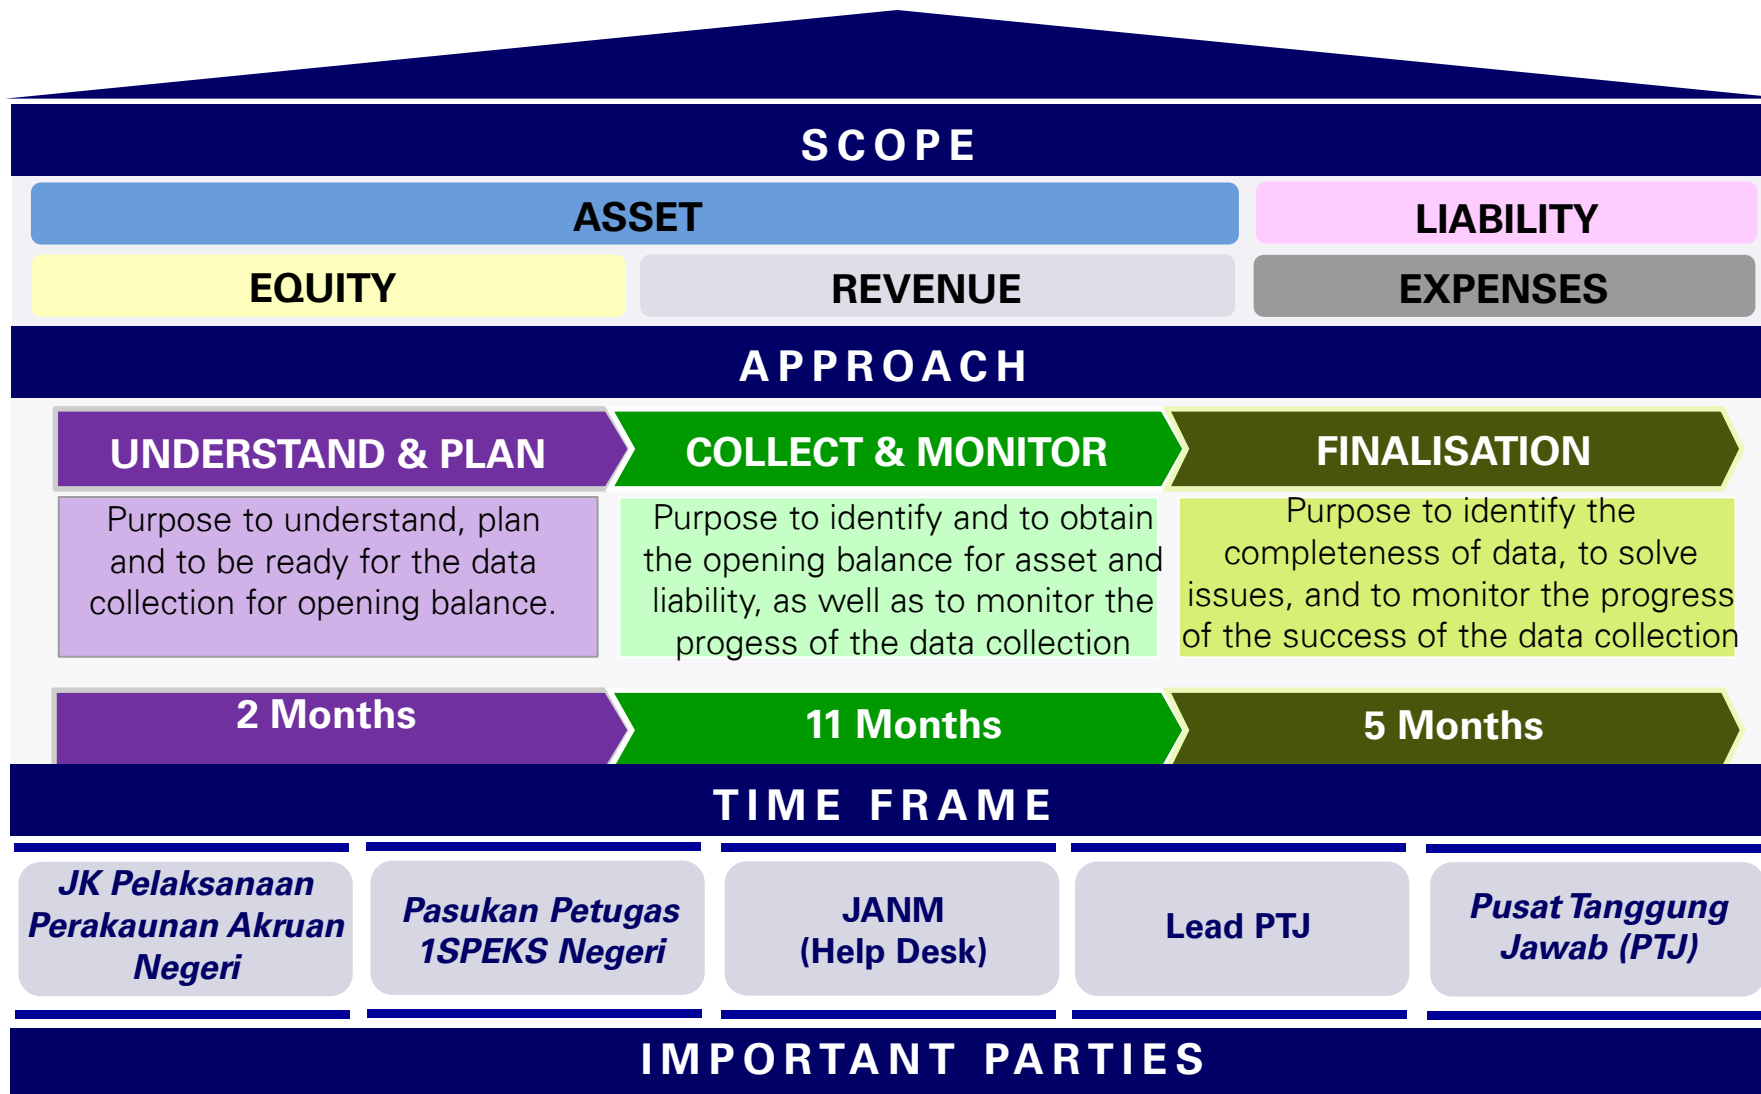 SCOPE
ASSET
LIABILITY
EQUITY
REVENUE
EXPENSES
APPROACH
UNDERSTAND & PLAN
COLLECT & MONITOR
FINALISATION
Purpose to understand, plan
and to be ready for the data
collection for opening balance.
Purpose to identify and to obtain
the opening balance for asset and
liability, as well as to monitor the
progess of the data collection
Purpose to identify the
completeness of data, to solve
issues, and to monitor the progress
of the success of the data collection
2 Months
11 Months
5 Months
TIME FRAME
JK Pelaksanaan
Perakaunan Akruan
Negeri
Pasukan Petugas
1SPEKS Negeri
JANM
(Help Desk)
Lead PTJ
Pusat Tanggung
Jawab (PTJ)
IMPORTANT PARTIES